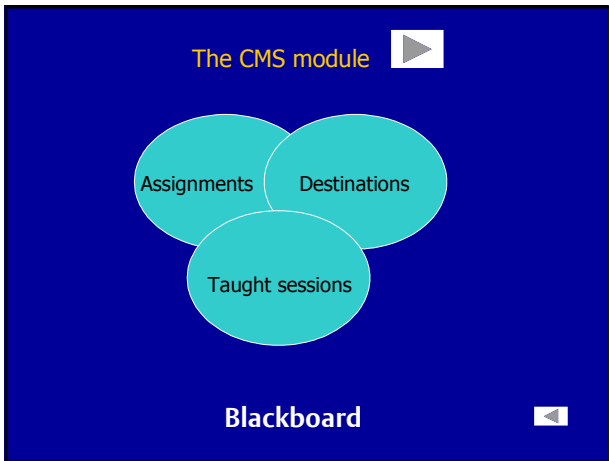 The CMS module
Assignments
Destinations
Taught sessions
Blackboard